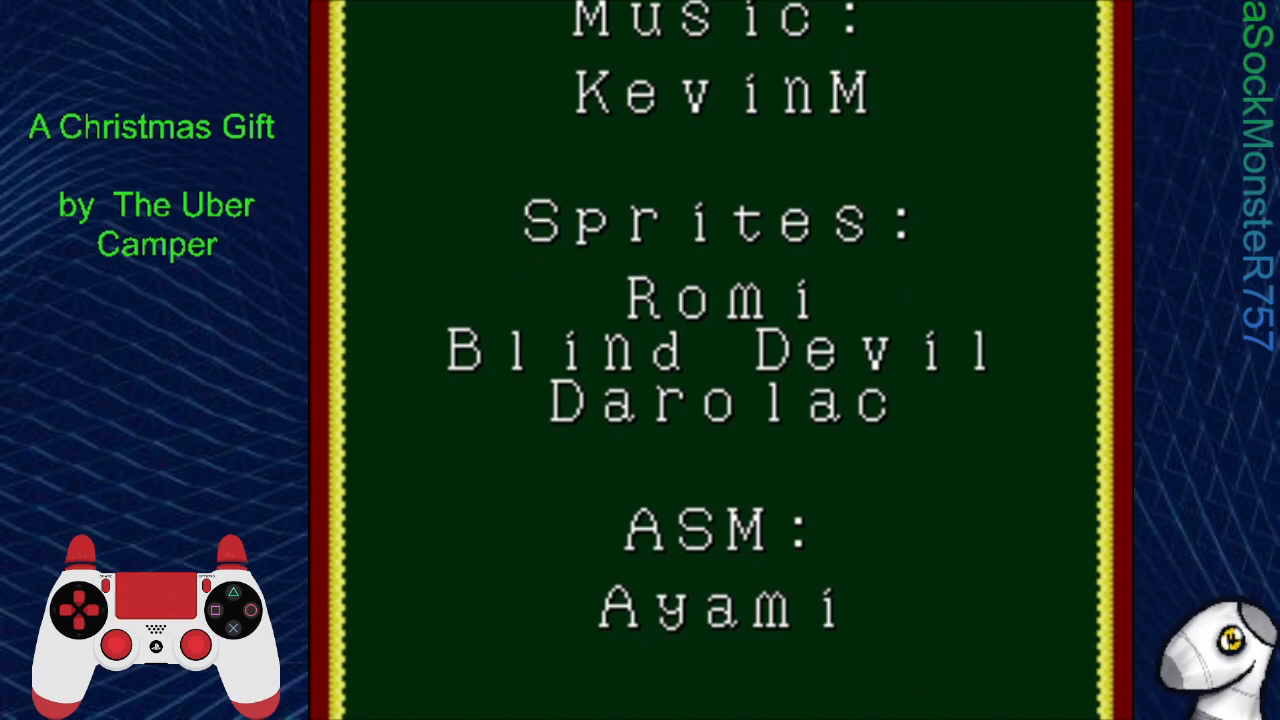 A Christmas Gift
by The Uber
Camper
Music:
KevinM
Sprites:
Romi
Blind Devil
Darolac
ASM:
Ayami
aSockMonsteR757